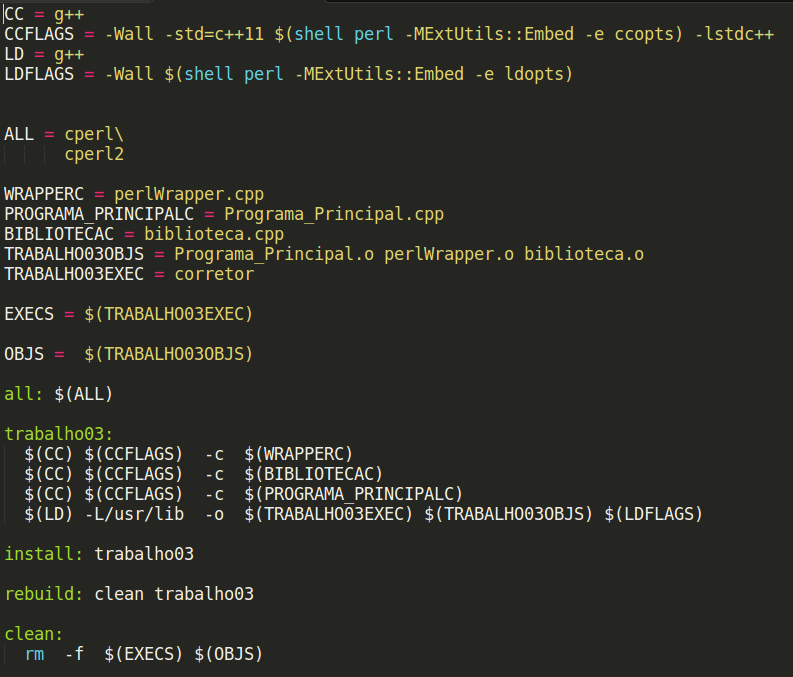 CC = g++
CCFLAGS = -Wall -std=c++11 $(shell perl -MExtUtils::Embed -e ccopts) -lstdc++
LD = g++
LDFLAGS = -Wall $(shell perl -MExtUtils::Embed -e ldopts)
ALL = cperl\
cperl2
WRAPPERC = perlWrapper.cpp
PROGRAMA_PRINCIPALC = Programa_Principal.cpp
BIBLIOTECAC = biblioteca.cpp
TRABALHO03OBJS = Programa_Principal.o perlWrapper.o biblioteca.o
TRABALHO03EXEC = corretor
EXECS = $(TRABALHO03EXEC)
OBJS =  $(TRABALHO03OBJS)
all: $(ALL)
trabalho03:
$(CC) $(CCFLAGS)  -c  $(WRAPPERC)
$(CC) $(CCFLAGS)  -c  $(BIBLIOTECAC)
$(CC) $(CCFLAGS)  -c  $(PROGRAMA_PRINCIPALC)
$(LD) -L/usr/lib  -o  $(TRABALHO03EXEC) $(TRABALHO03OBJS) $(LDFLAGS)
install: trabalho03
rebuild: clean trabalho03
clean:
rm  -f  $(EXECS) $(OBJS)